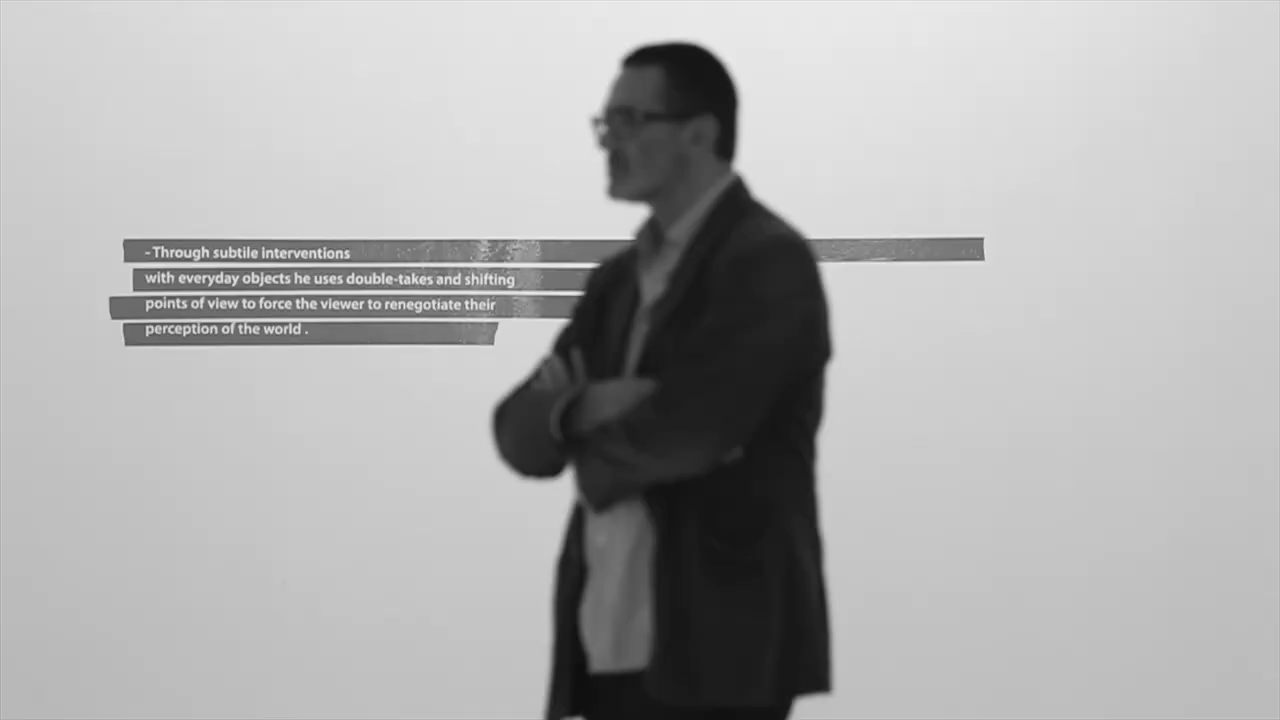 - Through subtile interventions
with everyday objects he uses double-takes and shifting
points of view to force the viewer to renegotiate their
perception of the world .